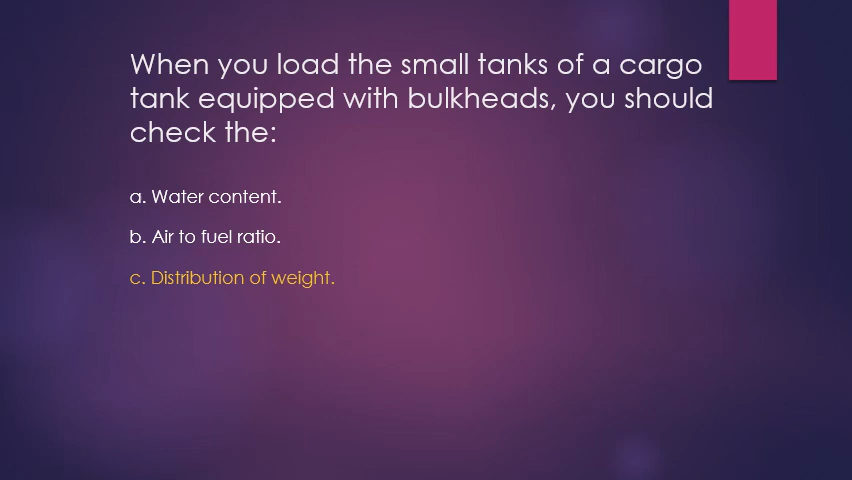 When you load the small tanks of a cargo
tank equipped with bulkheads, you should
check the:
a. Water content.
b. Air to fuel ratio.
c. Distribution of weight.